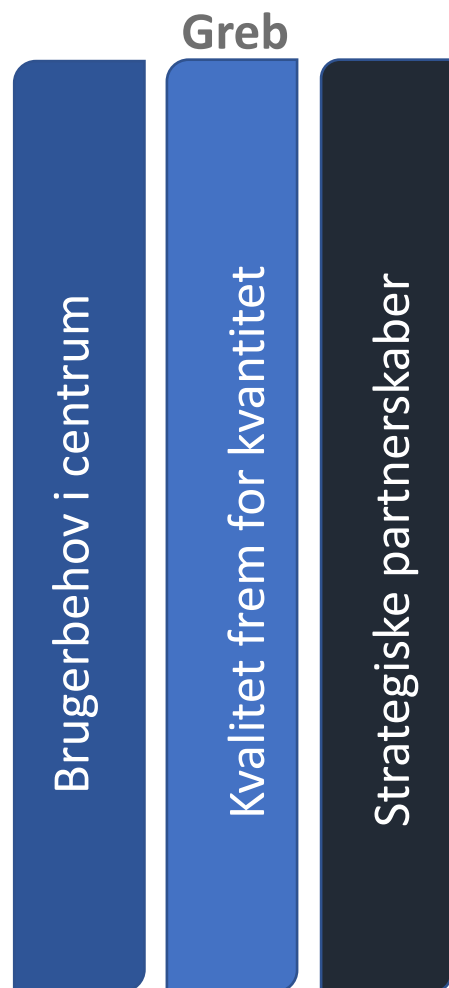 Greb
Brugerbehov i centrum
Kvalitet frem for kvantitet
Strategiske partnerskaber